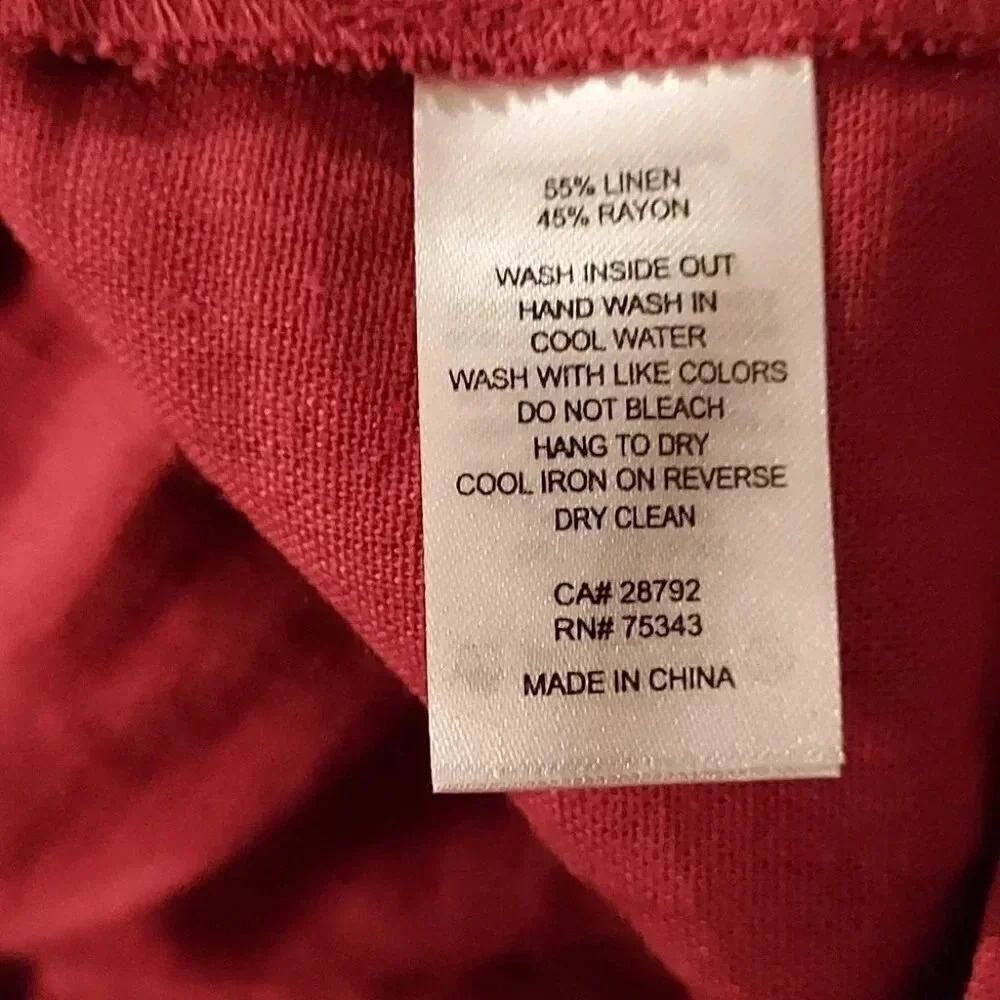 55% LINEN
45% RAYON
WASH INSIDE OUT
HAND WASH IN
COOL WATER
WASH WITH LIKE COLORS
DO NOT BLEACH
HANG TO DRY
COOL IRON ON REVERSE
DRY CLEAN
CA# 28792
RN# 75343
MADE IN CHINA